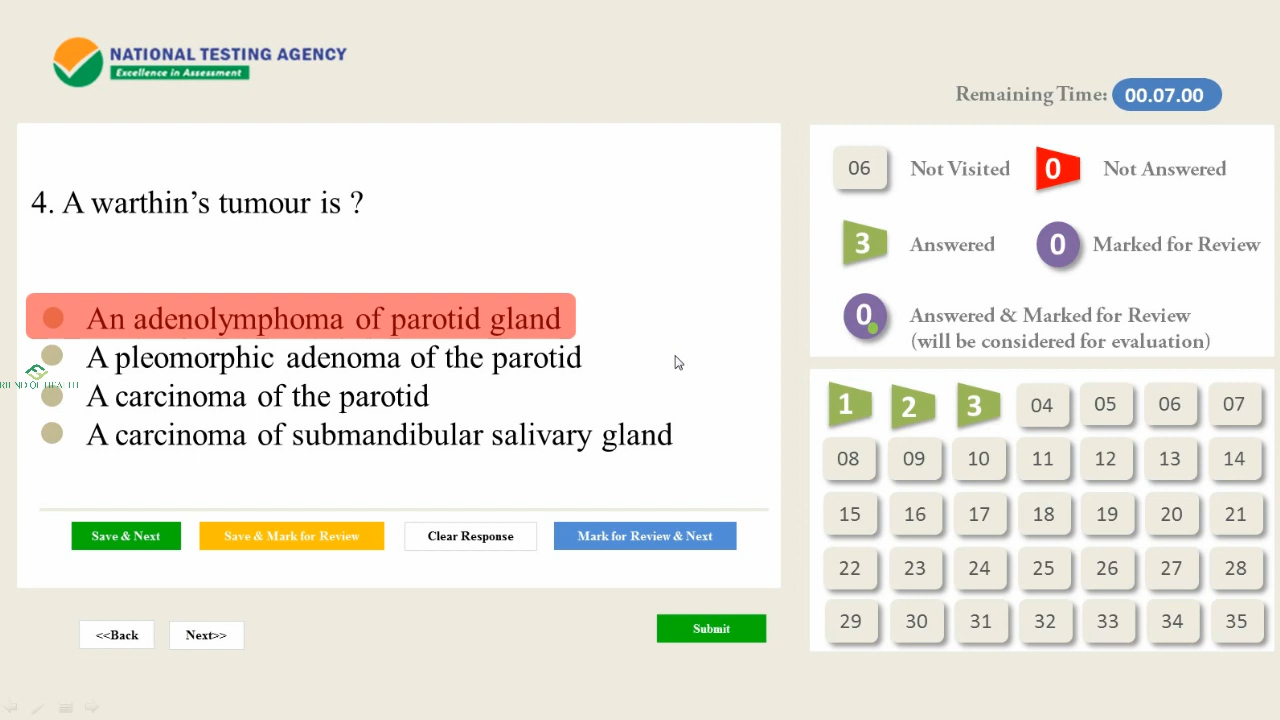 NATIONAL TESTING AGENCY
Excellence in Assessment
Remaining Time: 00.07.00
4. A warthin’s tumour is ?
An adenolymphoma of parotid gland
A pleomorphic adenoma of the parotid
A carcinoma of the parotid
A carcinoma of submandibular salivary gland
Save & Next
Save & Mark for Review
Clear Response
Mark for Review & Next
<<Back
Next>>
Submit
06 Not Visited
0 Not Answered
3 Answered
0 Marked for Review
0 Answered & Marked for Review
(will be considered for evaluation)
1 2 3 04 05 06 07
08 09 10 11 12 13 14
15 16 17 18 19 20 21
22 23 24 25 26 27 28
29 30 31 32 33 34 35